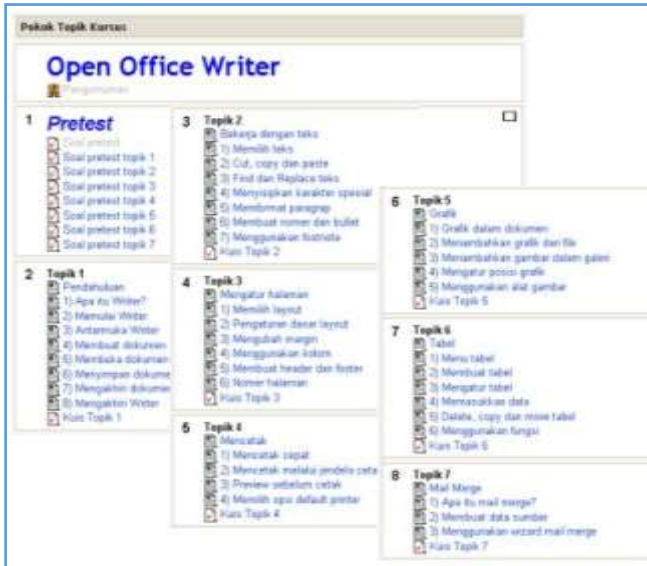 Pokok Topik Kursus
Open Office Writer
Pengumuman
1 Pretest
Soal pretest
Soal pretest topik 1
Soal pretest topik 2
Soal pretest topik 3
Soal pretest topik 4
Soal pretest topik 5
Soal pretest topik 6
Soal pretest topik 7
2 Topik 1
Pendahuluan
1) Apa itu Writer?
2) Memulai Writer
3) Antarmuka Writer
4) Membuat dokumen
5) Membuka dokumen
6) Menyimpan dokume
7) Mengakhiri dokume
8) Mengakhiri Writer
Kuis Topik 1
3 Topik 2
Bekerja dengan teks
1) Memilih teks
2) Cut, copy dan paste
3) Find dan Replace teks
4) Menyisipkan karakter spesial
5) Memformat paragrap
6) Membuat nomer dan bullet
7) Menggunakan footnote
Kuis Topik 2
4 Topik 3
Mengatur halaman
1) Memilih layout
2) Pengaturan dasar layout
3) Mengubah margin
4) Menggunakan kolom
5) Membuat header dan footer
6) Nomer halaman
Kuis Topik 3
5 Topik 4
Mencetak
1) Mencetak cepat
2) Mencetak melalui jendela ceta
3) Preview sebelum cetak
4) Memilih opsi default printer
Kuis Topik 4
6 Topik 5
Grafik
1) Grafik dalam dokumen
2) Menambahkan grafik dari file
3) Menambahkan gambar dalam galeri
4) Mengatur posisi grafik
5) Menggunakan alat gambar
Kuis Topik 5
7 Topik 6
Tabel
1) Menu tabel
2) Membuat tabel
3) Mengatur tabel
4) Memasukkan data
5) Delete, copy dan move tabel
6) Menggunakan fungsi
Kuis Topik 6
8 Topik 7
Mail Merge
1) Apa itu mail merge?
2) Membuat data sumber
3) Menggunakan wizard mail merge
Kuis Topik 7